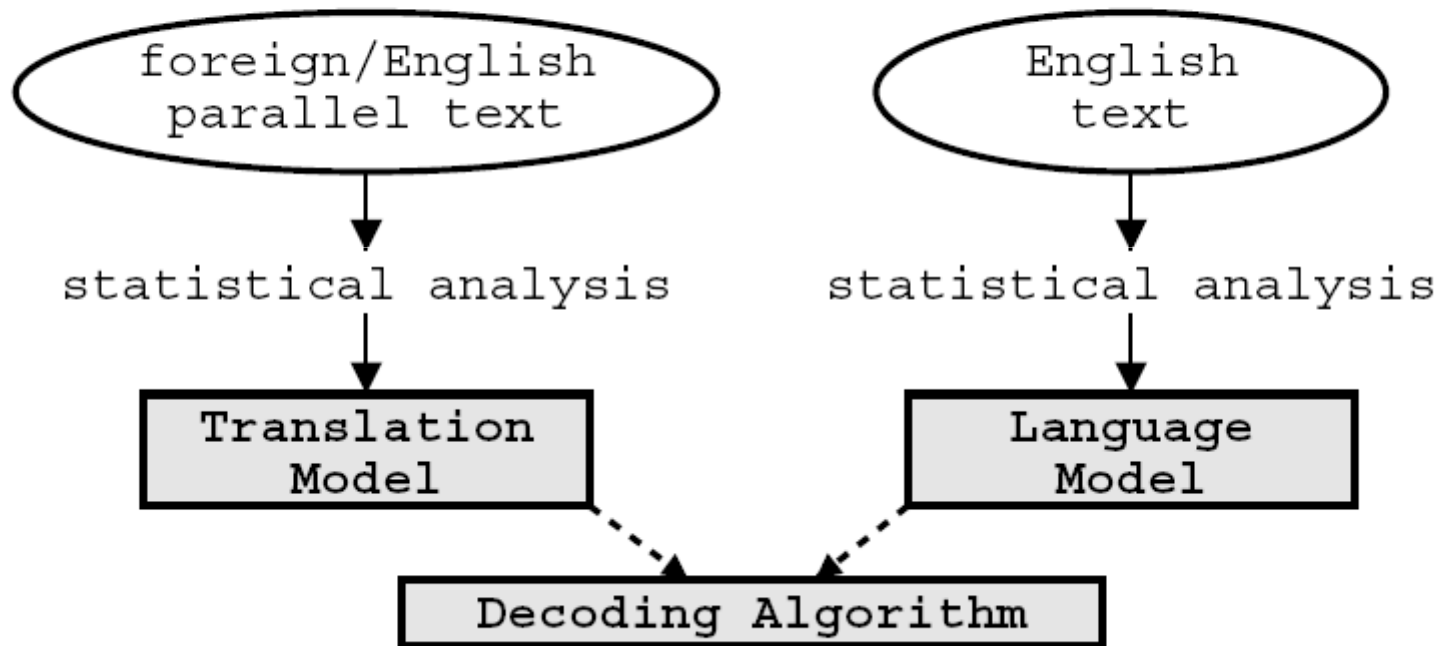 foreign/English
parallel text
English
text
statistical analysis
statistical analysis
Translation
Model
Language
Model
Decoding Algorithm